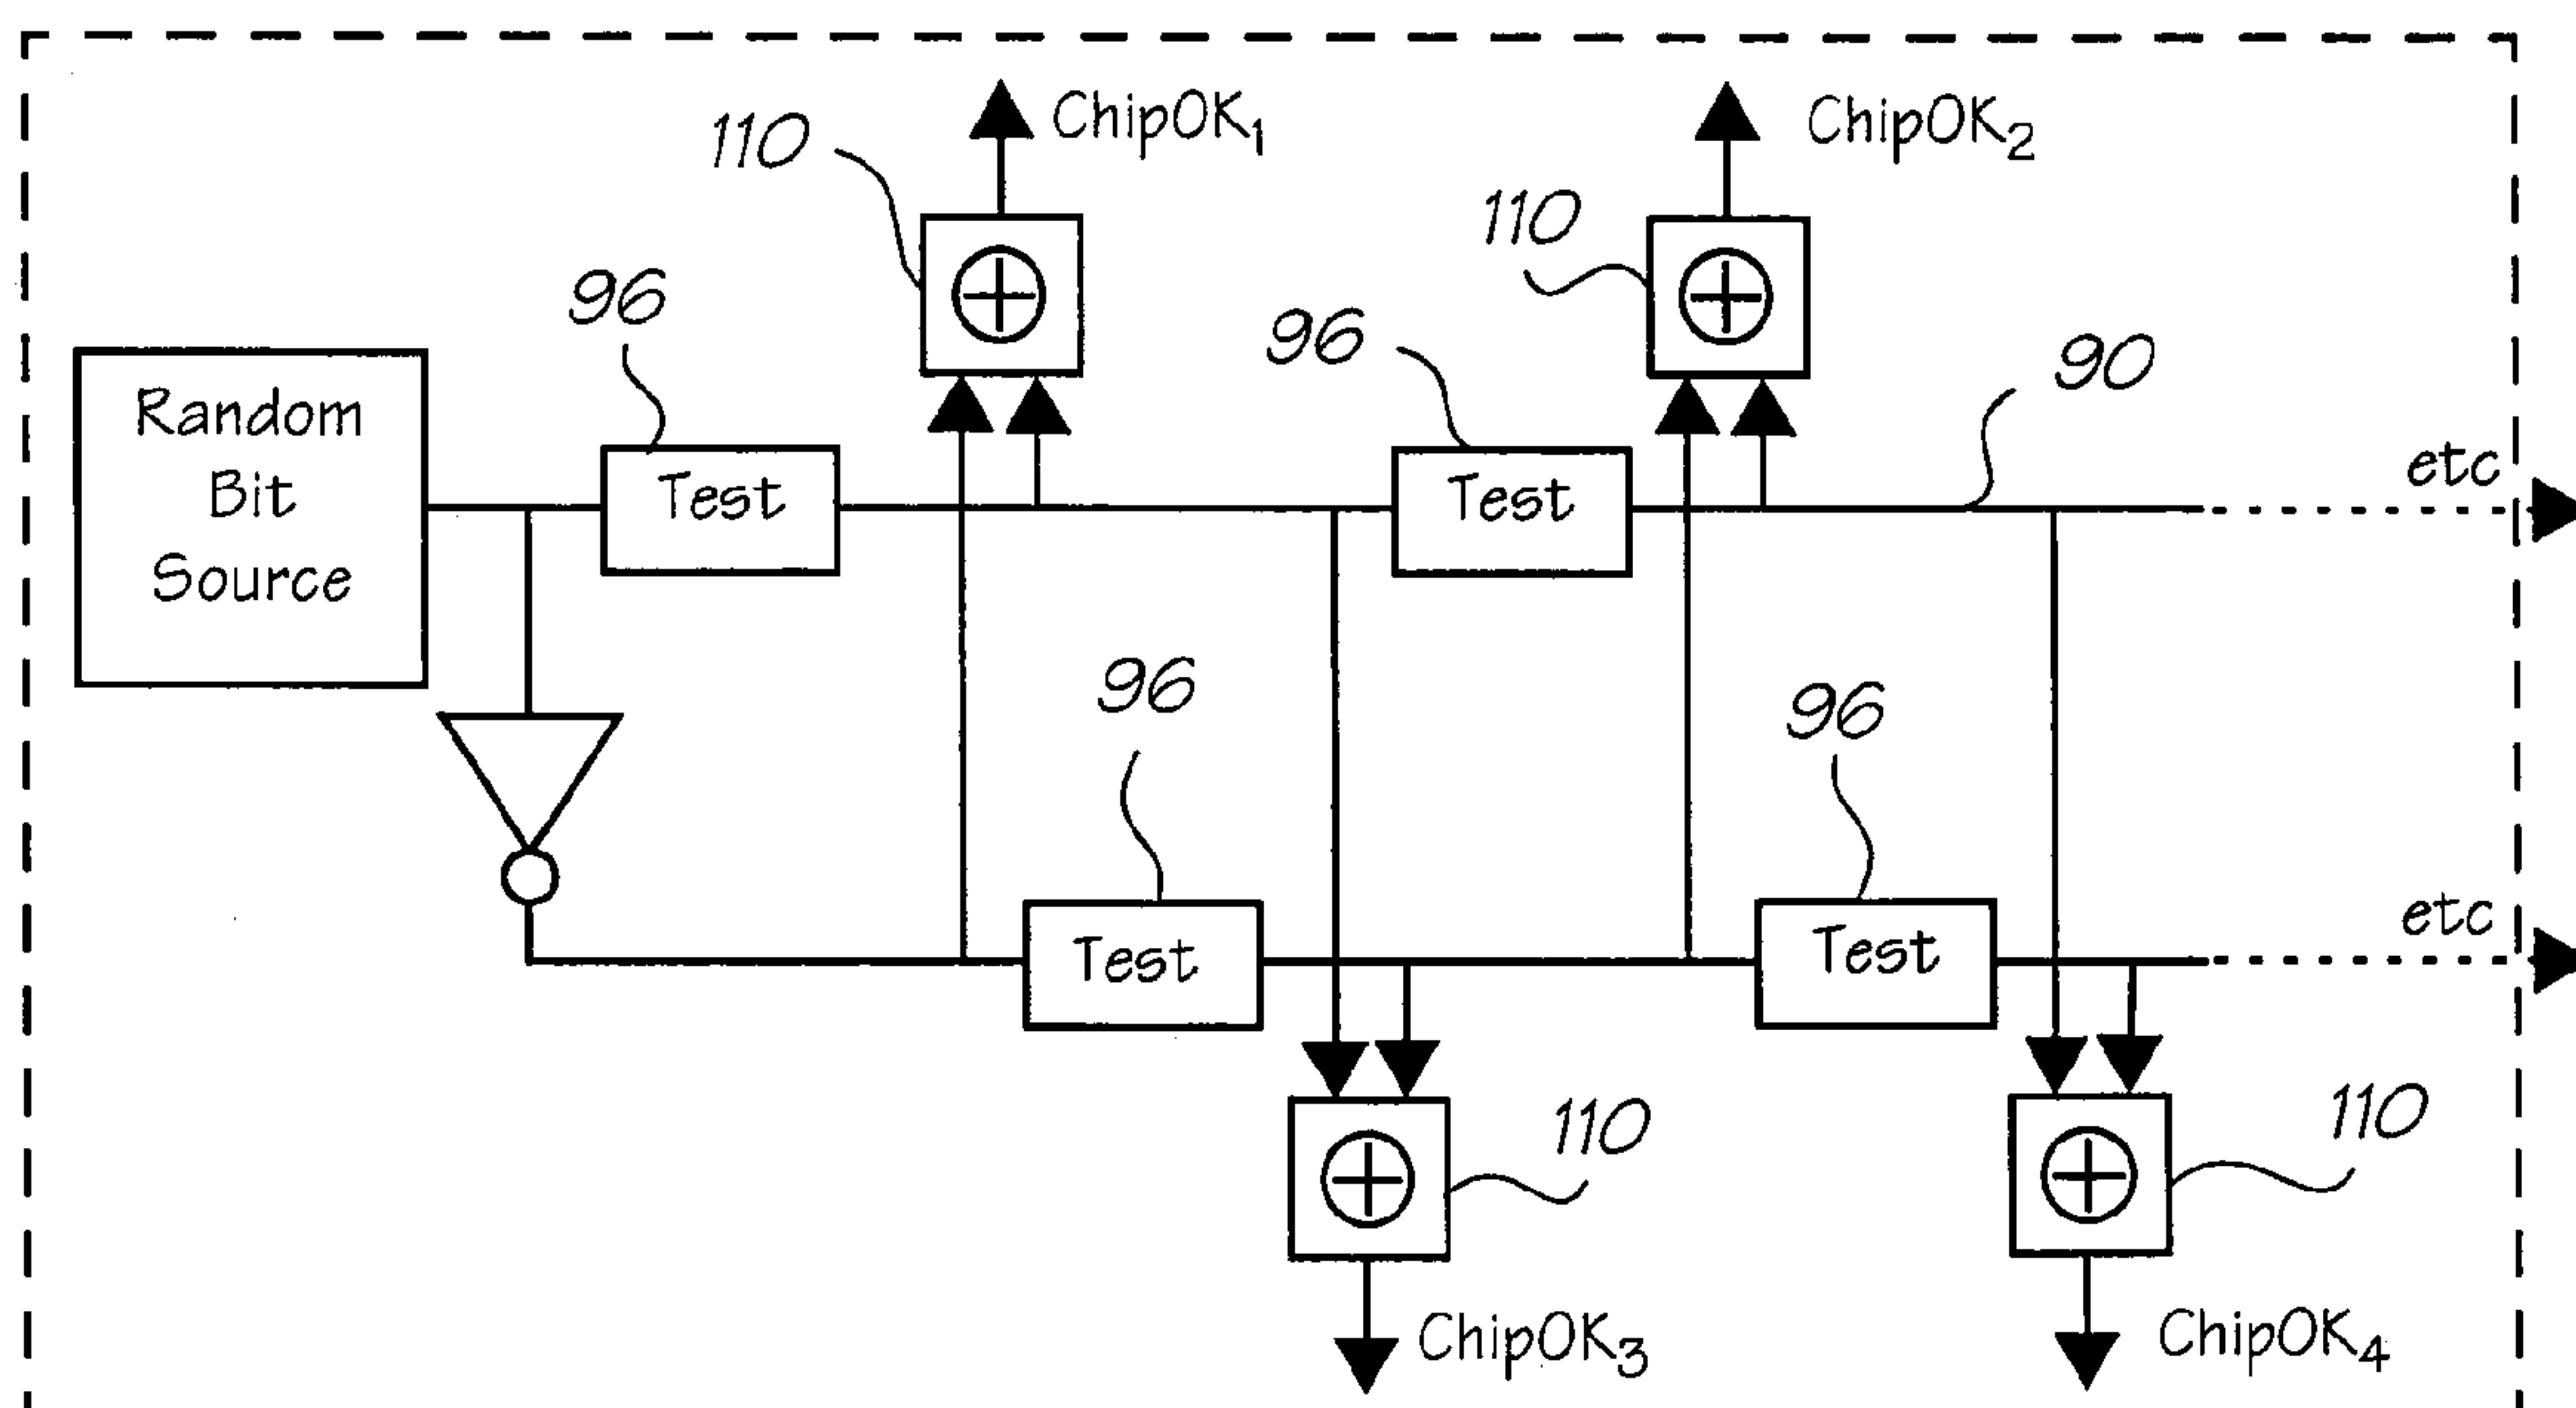 ChipOK1
ChipOK2
110
110
96
96
90
Random
Bit
Source
Test
Test
etc
96
96
etc
Test
Test
110
110
ChipOK3
ChipOK4